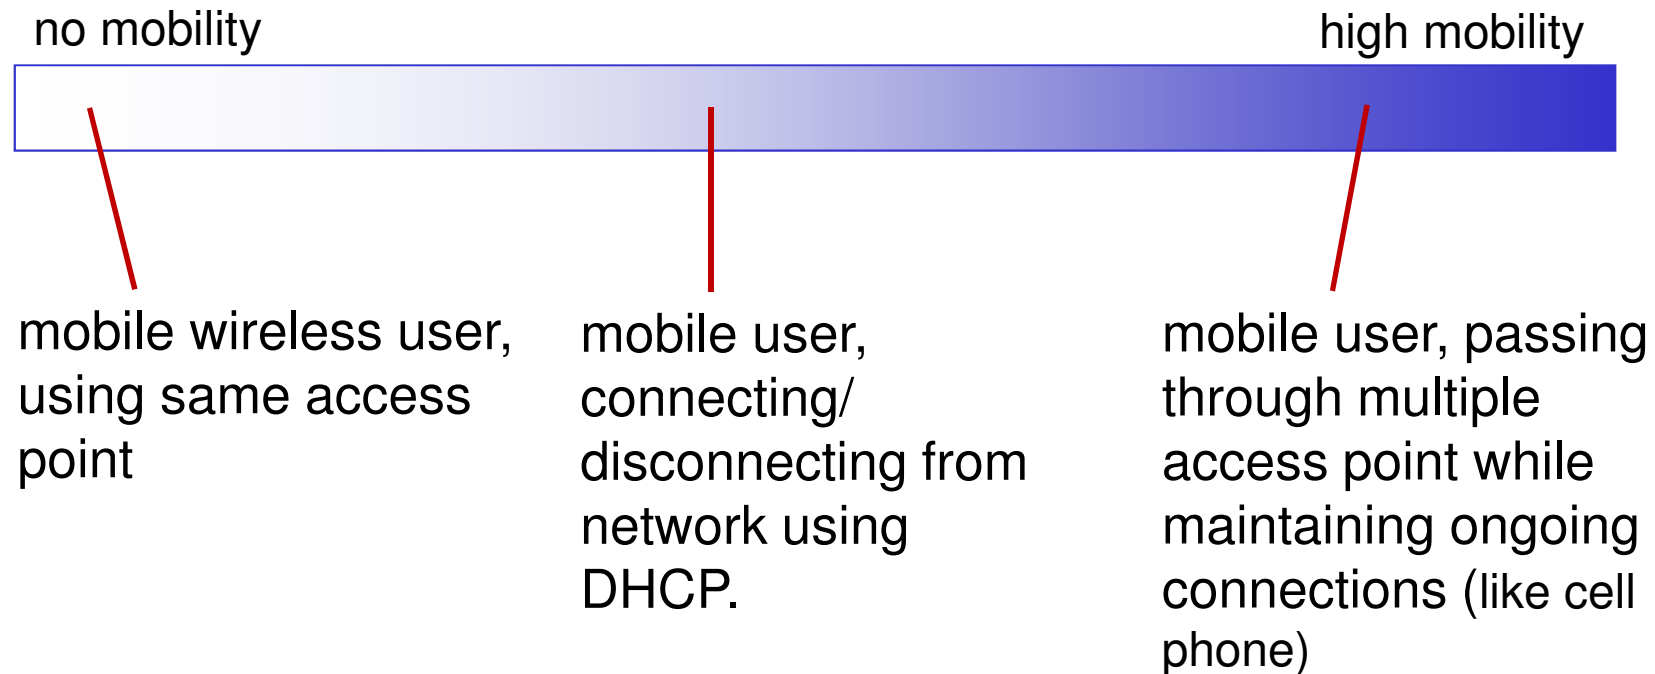 no mobility
high mobility
mobile wireless user,
using same access
point
mobile user,
connecting/
disconnecting from
network using
DHCP.
mobile user, passing
through multiple
access point while
maintaining ongoing
connections (like cell
phone)